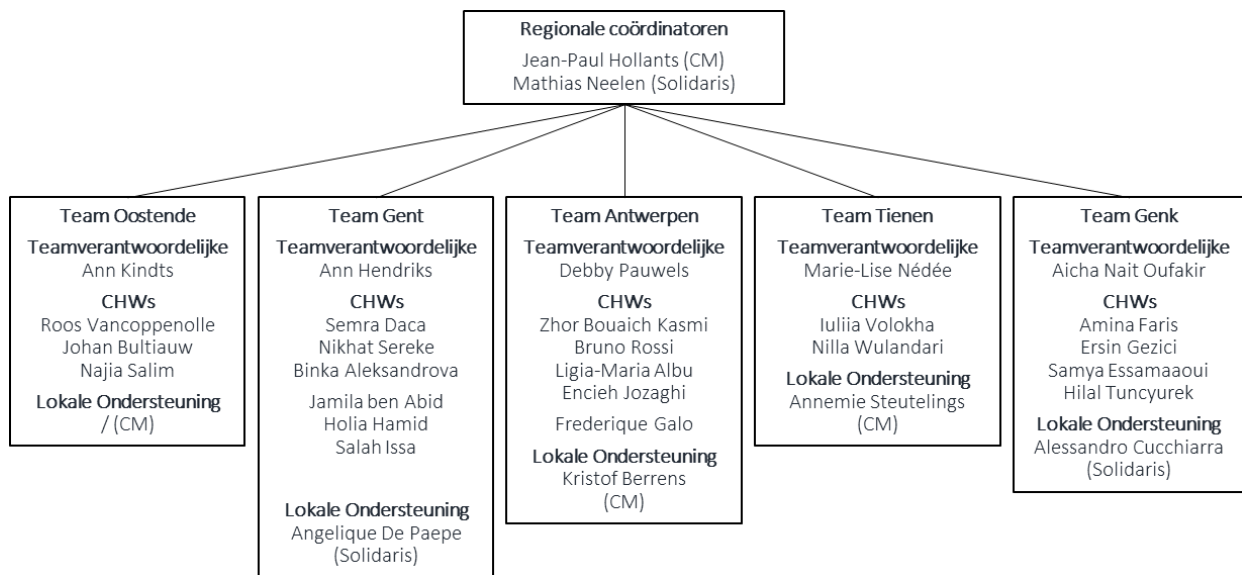 Regionale coördinatoren
Jean-Paul Hollants (CM)
Mathias Neelen (Solidaris)
Team Oostende
Teamverantwoordelijke
Ann Kindts
CHWs
Roos Vancoppenolle
Johan Bultiauw
Najia Salim
Lokale Ondersteuning
/ (CM)
Team Gent
Teamverantwoordelijke
Ann Hendriks
CHWs
Semra Daca
Nikhat Sereke
Binka Aleksandrova
Jamila ben Abid
Holia Hamid
Salah Issa
Lokale Ondersteuning
Angelique De Paepe
(Solidaris)
Team Antwerpen
Teamverantwoordelijke
Debby Pauwels
CHWs
Zhor Bouaich Kasmi
Bruno Rossi
Ligia-Maria Albu
Encieh Jozaghi
Frederique Galo
Lokale Ondersteuning
Kristof Berrens
(CM)
Team Tienen
Teamverantwoordelijke
Marie-Lise Nédée
CHWs
Iuliia Volokha
Nilla Wulandari
Lokale Ondersteuning
Annemie Steutelings
(CM)
Team Genk
Teamverantwoordelijke
Aicha Nait Oufakir
CHWs
Amina Faris
Ersin Gezici
Samya Essamaaoui
Hilal Tuncyurek
Lokale Ondersteuning
Alessandro Cucchiarra
(Solidaris)